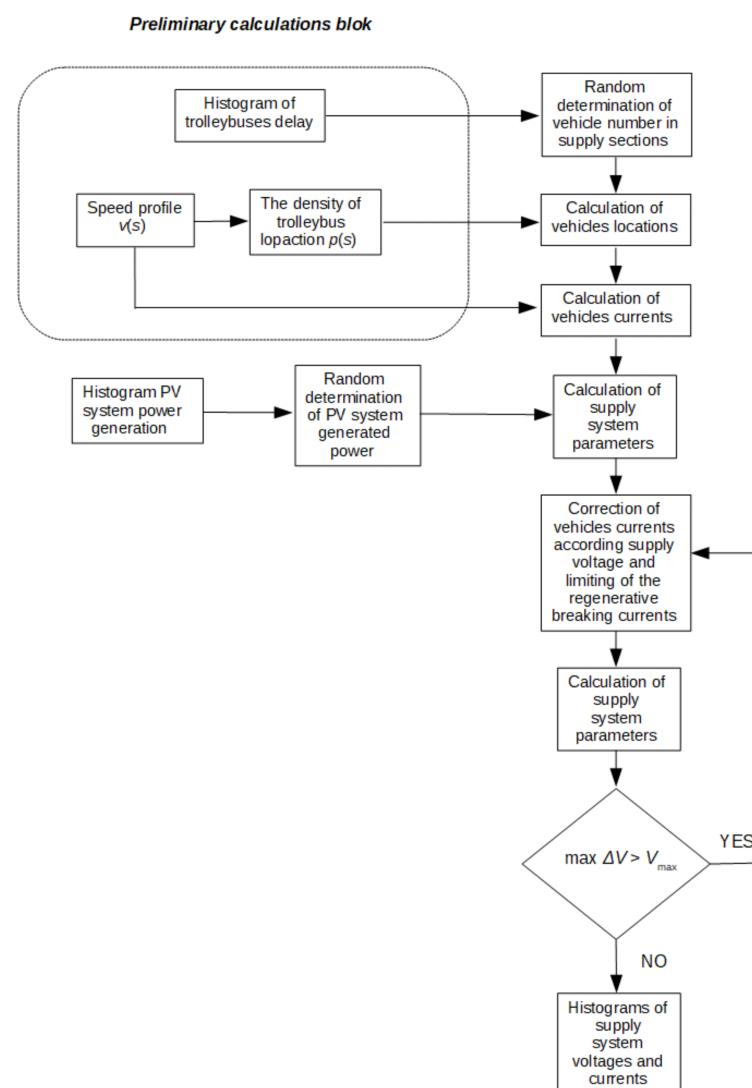 Preliminary calculations blok
Histogram of
trolleybuses delay
Random
determination of
vehicle number in
supply sections
Speed profile
v(s)
The density of
trolleybus
lopaction p(s)
Calculation of
vehicles locations
Calculation of
vehicles currents
Histogram PV
system power
generation
Random
determination
of PV system
generated
power
Calculation of
supply
system
parameters
Correction of
vehicles currents
according supply
voltage and
limiting of the
regenerative
breaking currents
Calculation of
supply
system
parameters
max ΔV > Vmax
YES
NO
Histograms of
supply
system
voltages and
currents